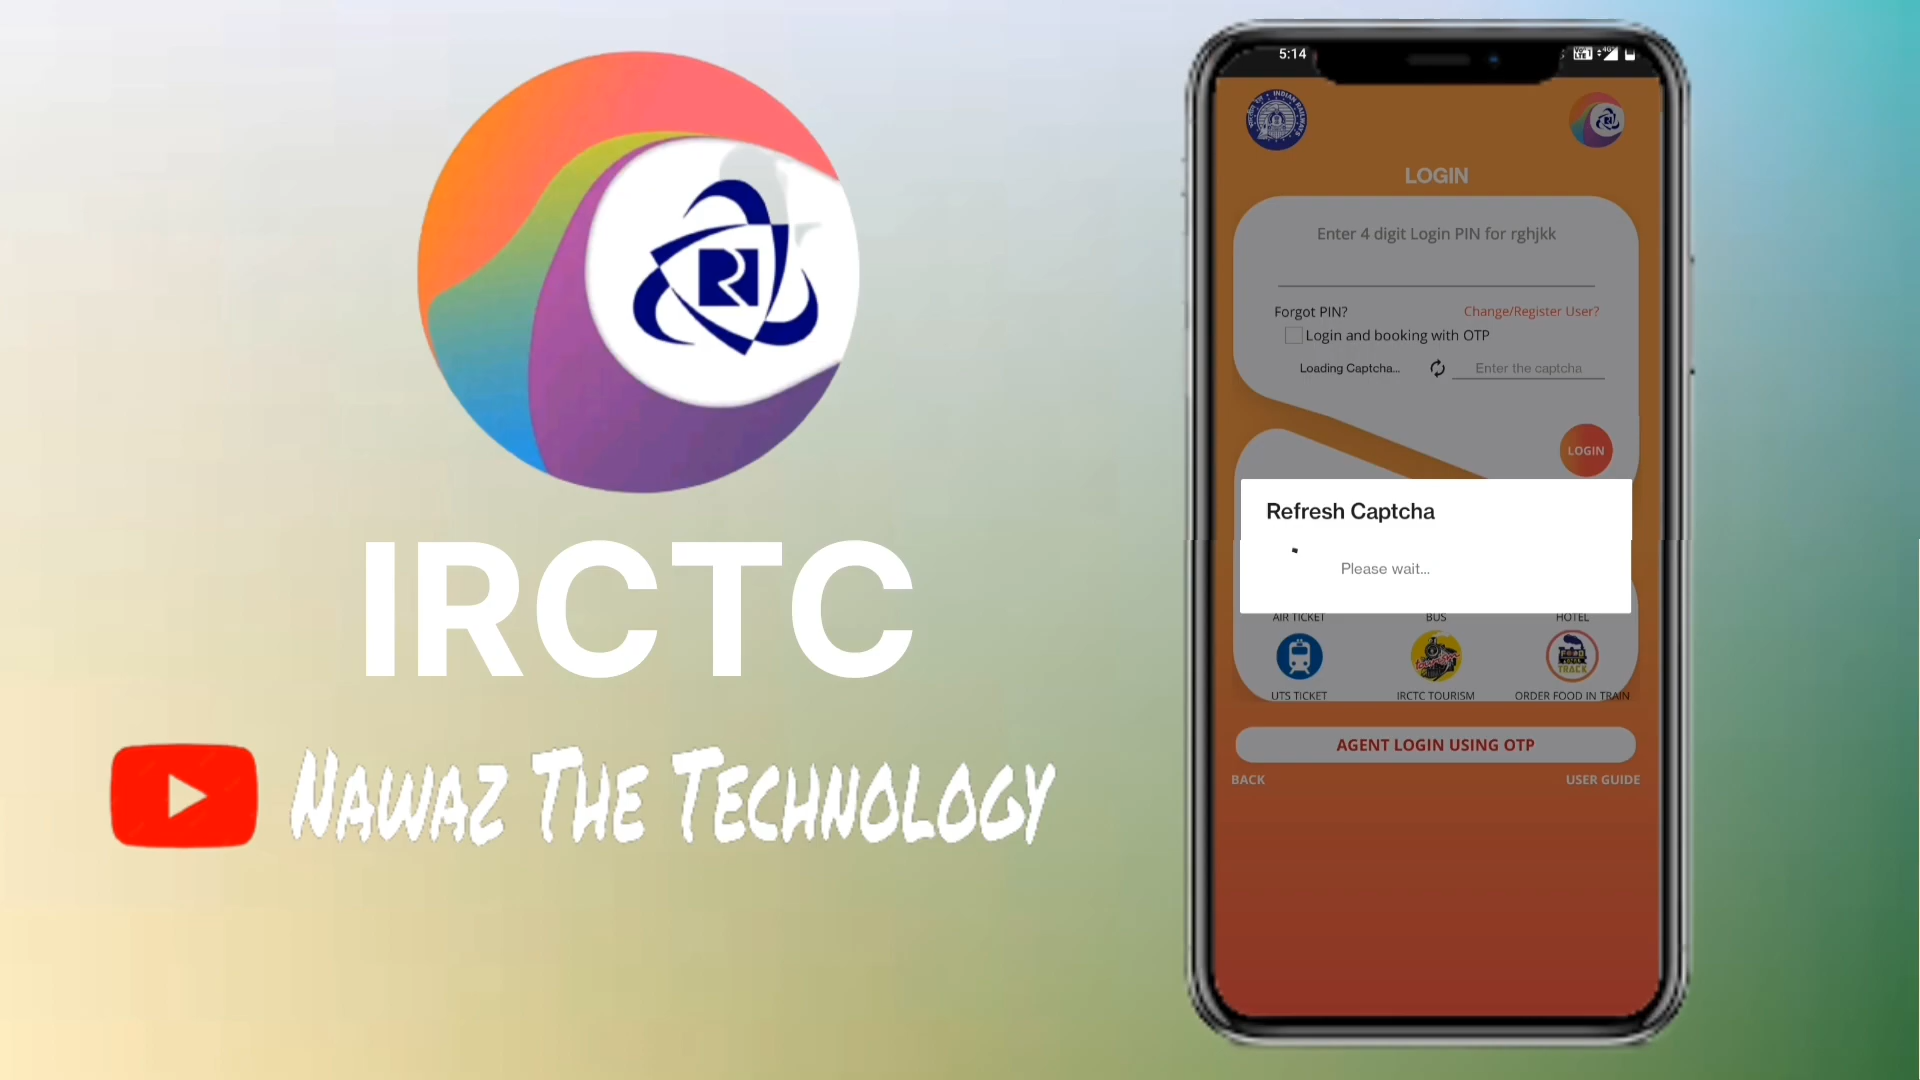 IRCTC
NAWAZ THE TECHNOLOGY
5:14
LOGIN
Enter 4 digit Login PIN for rghjkk
Forgot PIN?
Change/Register User?
Login and booking with OTP
Loading Captcha...
Enter the captcha
LOGIN
Refresh Captcha
Please wait...
AIR TICKET
BUS
HOTEL
UTS TICKET
IRCTC TOURISM
ORDER FOOD IN TRAIN
AGENT LOGIN USING OTP
BACK
USER GUIDE